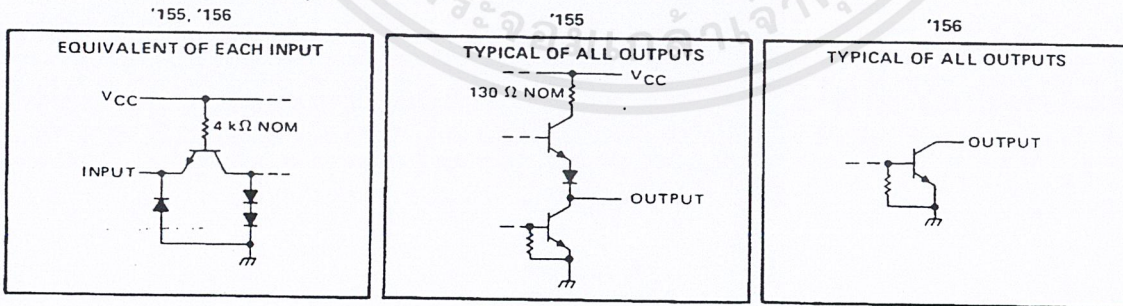 '155, '156
EQUIVALENT OF EACH INPUT
VCC
4 kΩ NOM
INPUT
'155
TYPICAL OF ALL OUTPUTS
VCC
130 Ω NOM
OUTPUT
'156
TYPICAL OF ALL OUTPUTS
OUTPUT